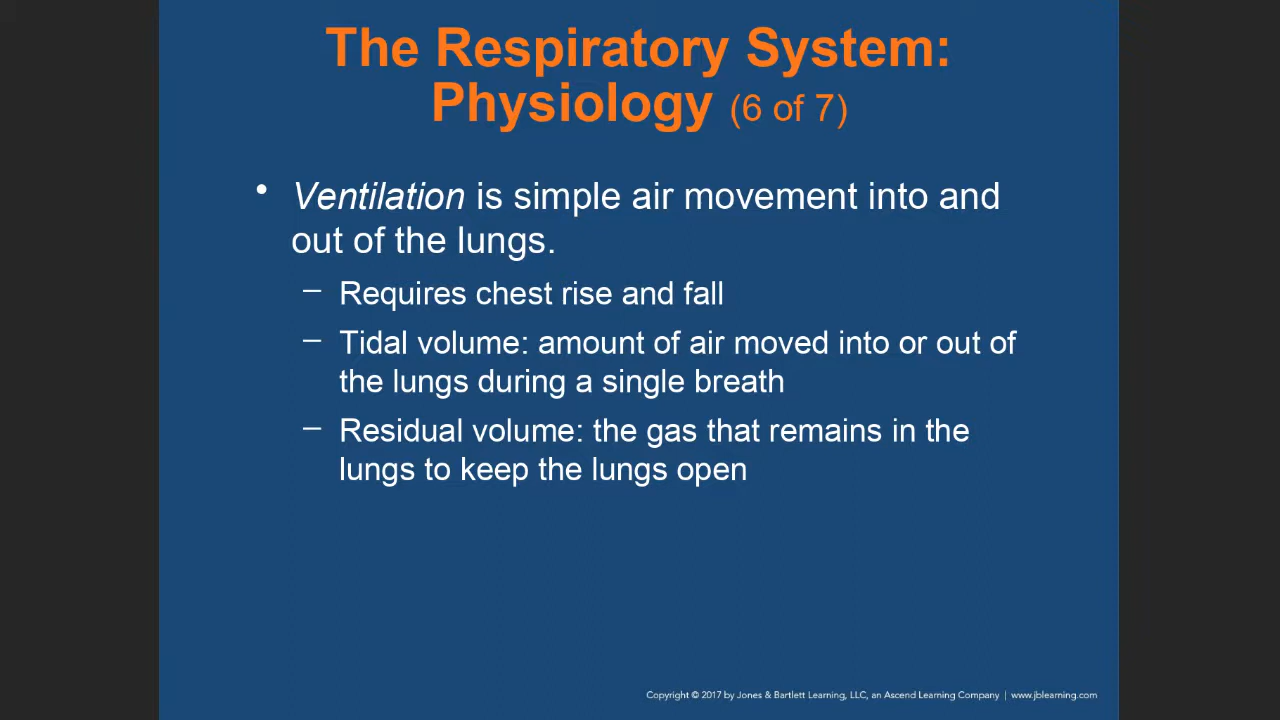 The Respiratory System:
Physiology (6 of 7)
• Ventilation is simple air movement into and
out of the lungs.
– Requires chest rise and fall
– Tidal volume: amount of air moved into or out of
the lungs during a single breath
– Residual volume: the gas that remains in the
lungs to keep the lungs open
Copyright © 2017 by Jones & Bartlett Learning, LLC, an Ascend Learning Company | www.jblearning.com